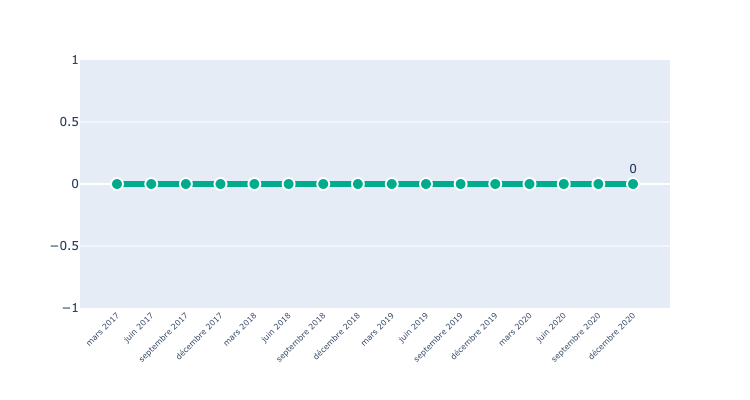 1
0.5
0
−0.5
−1
0
mars 2017
juin 2017
septembre 2017
décembre 2017
mars 2018
juin 2018
septembre 2018
décembre 2018
mars 2019
juin 2019
septembre 2019
décembre 2019
mars 2020
juin 2020
septembre 2020
décembre 2020